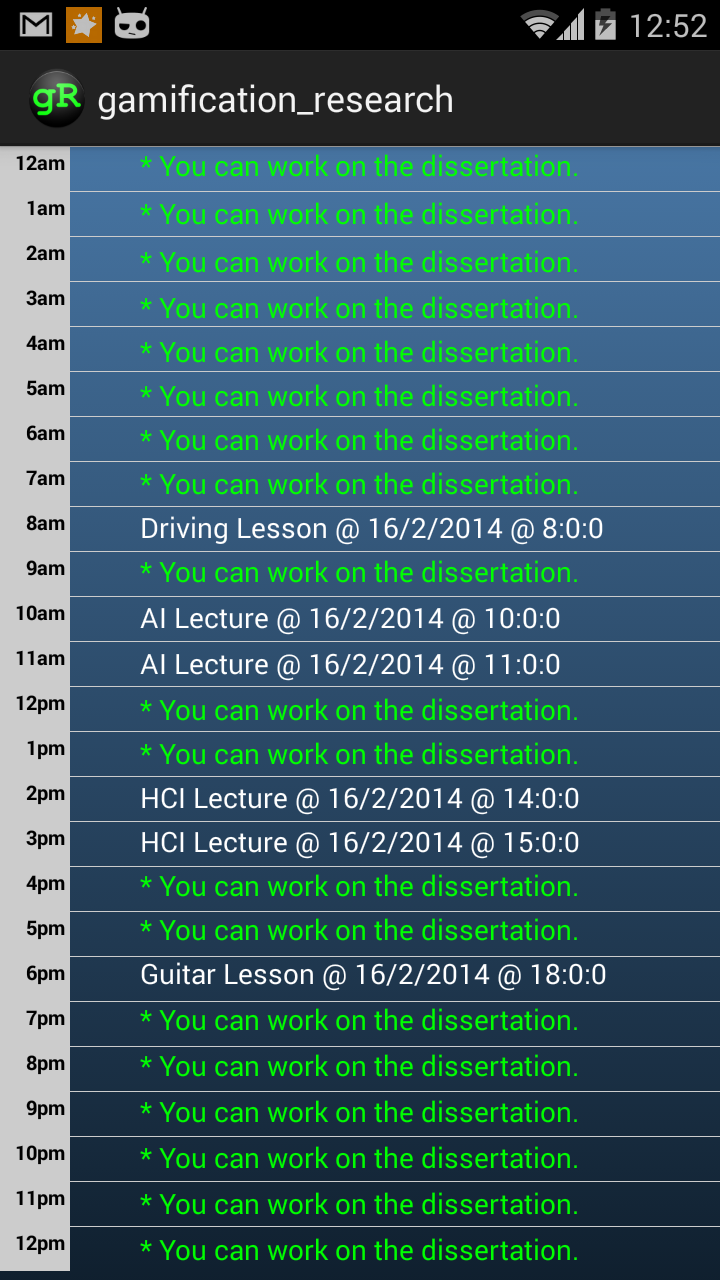 12:52
gR gamification_research
12am * You can work on the dissertation.
1am * You can work on the dissertation.
2am * You can work on the dissertation.
3am * You can work on the dissertation.
4am * You can work on the dissertation.
5am * You can work on the dissertation.
6am * You can work on the dissertation.
7am * You can work on the dissertation.
8am Driving Lesson @ 16/2/2014 @ 8:0:0
9am * You can work on the dissertation.
10am AI Lecture @ 16/2/2014 @ 10:0:0
11am AI Lecture @ 16/2/2014 @ 11:0:0
12pm * You can work on the dissertation.
1pm * You can work on the dissertation.
2pm HCI Lecture @ 16/2/2014 @ 14:0:0
3pm HCI Lecture @ 16/2/2014 @ 15:0:0
4pm * You can work on the dissertation.
5pm * You can work on the dissertation.
6pm Guitar Lesson @ 16/2/2014 @ 18:0:0
7pm * You can work on the dissertation.
8pm * You can work on the dissertation.
9pm * You can work on the dissertation.
10pm * You can work on the dissertation.
11pm * You can work on the dissertation.
12pm * You can work on the dissertation.